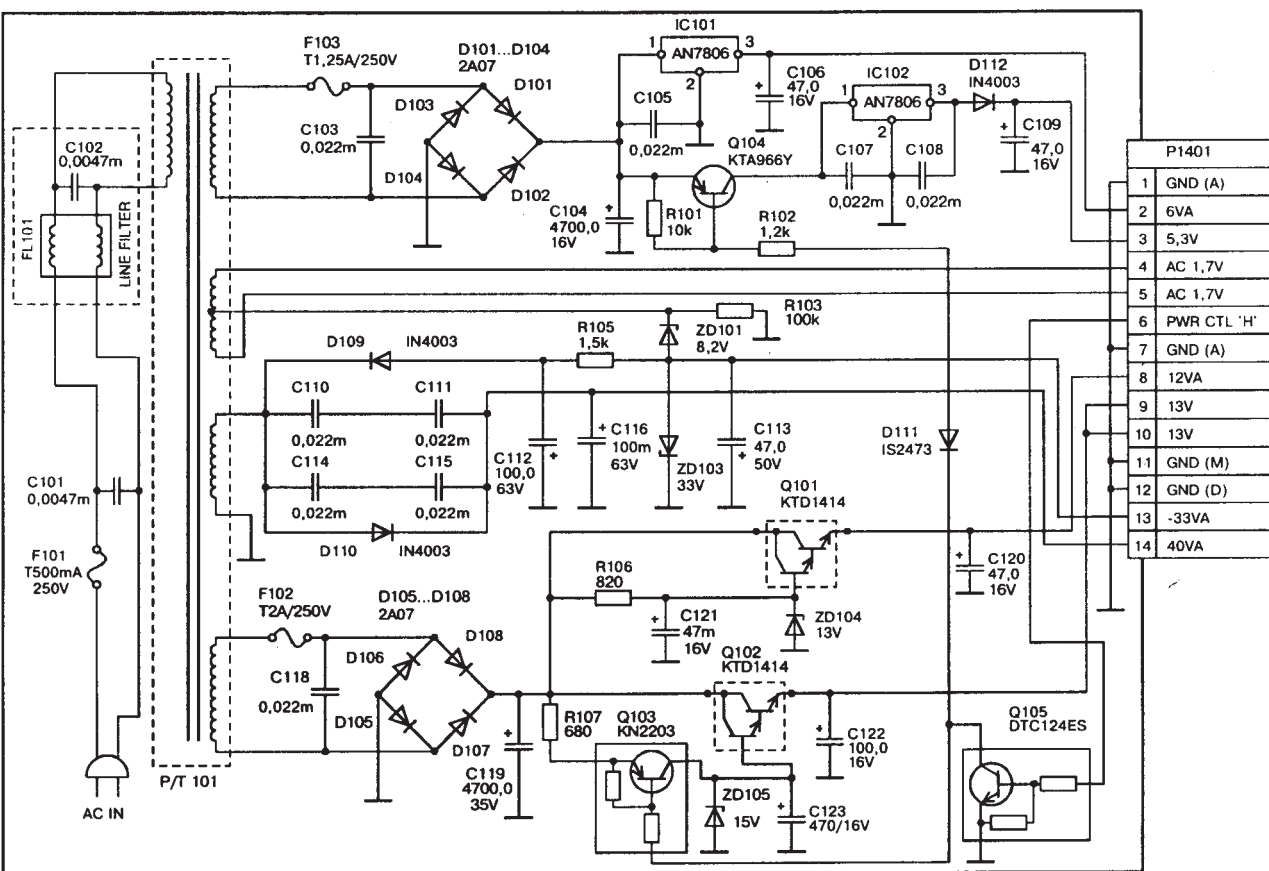 IC101
1
AN7806
3
2
F103
T1,25A/250V
D101...D104
2A07
D101
D103
D104
D102
C103
0,022m
C105
0,022m
C106
47,0
16V
IC102
1
AN7806
3
2
D112
IN4003
C109
47,0
16V
Q104
KTA966Y
C107
0,022m
C108
0,022m
C104
4700,0
16V
R101
10k
R102
1,2k
C102
0,0047m
FL101
LINE FILTER
R103
100k
ZD101
8,2V
D109
IN4003
R105
1,5k
C110
0,022m
C111
0,022m
C114
0,022m
C115
0,022m
C112
100,0
63V
C116
100m
63V
ZD103
33V
C113
47,0
50V
D111
IS2473
D110
IN4003
C101
0,0047m
F101
T500mA
250V
Q101
KTD1414
C120
47,0
16V
R106
820
C121
47m
16V
ZD104
13V
F102
T2A/250V
D105...D108
2A07
D108
D106
D105
D107
C118
0,022m
Q102
KTD1414
R107
680
Q103
KN2203
C119
4700,0
35V
ZD105
15V
C122
100,0
16V
C123
470/16V
Q105
DTC124ES
P/T 101
AC IN
P1401
1 GND (A)
2 6VA
3 5,3V
4 AC 1,7V
5 AC 1,7V
6 PWR CTL 'H'
7 GND (A)
8 12VA
9 13V
10 13V
11 GND (M)
12 GND (D)
13 -33VA
14 40VA